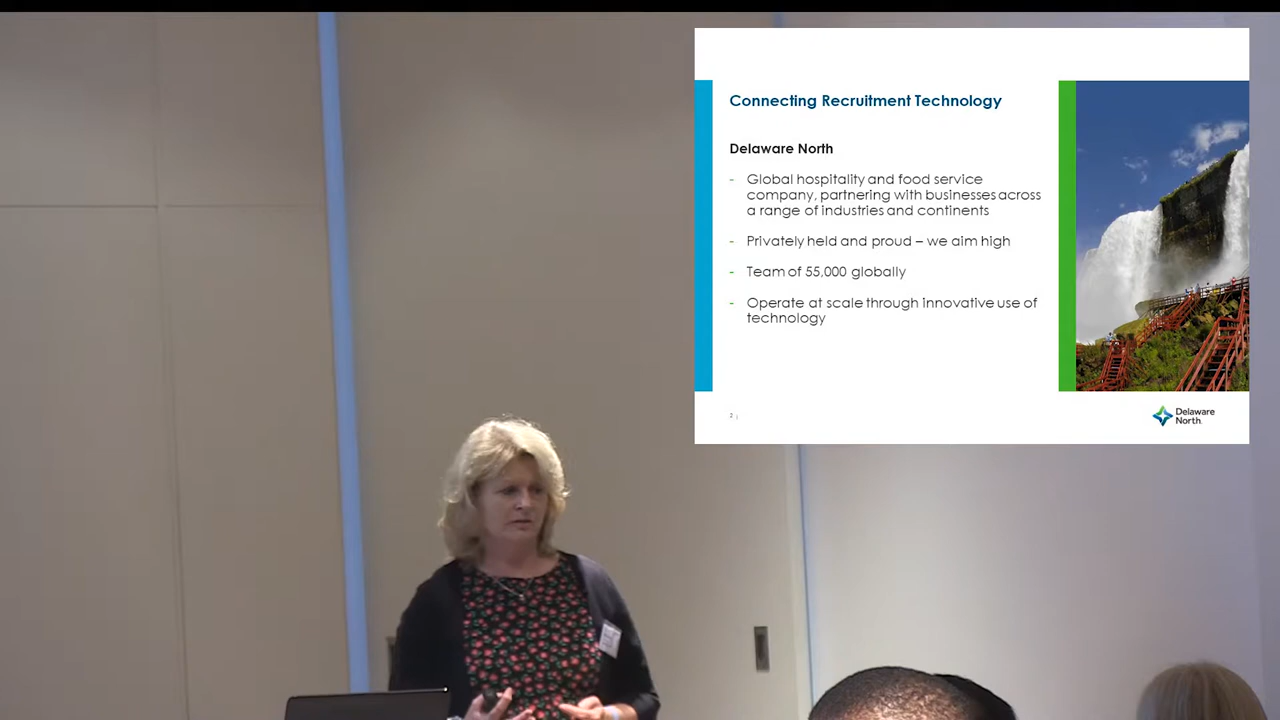 Connecting Recruitment Technology
Delaware North
- Global hospitality and food service
company, partnering with businesses across
a range of industries and continents
- Privately held and proud – we aim high
- Team of 55,000 globally
- Operate at scale through innovative use of
technology
2 |
Delaware
North